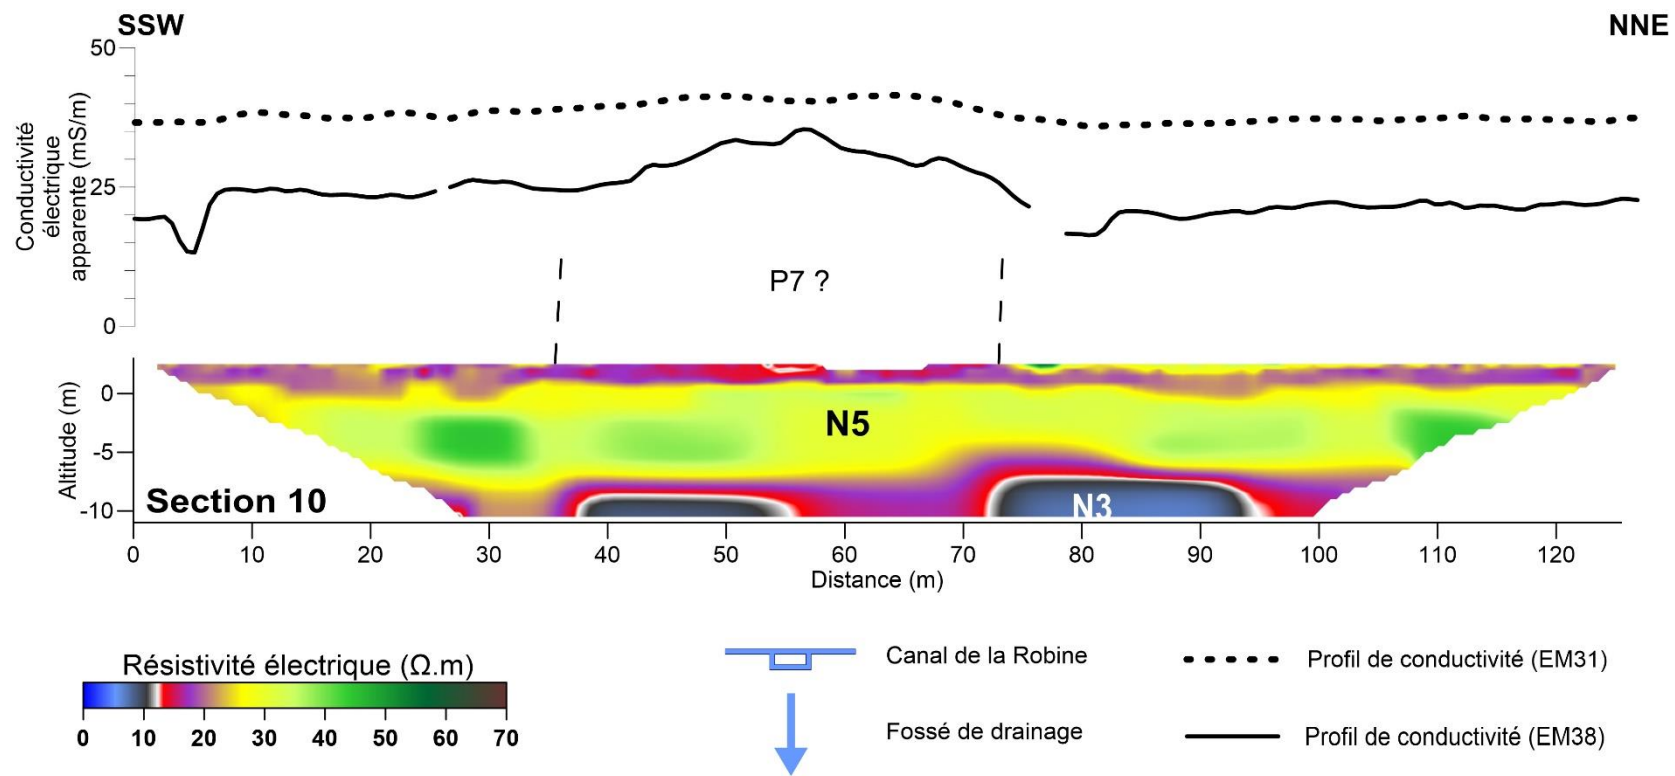 SSW
NNE
50
25
0
Conductivité
électrique
apparente (mS/m)
P7 ?
0
-5
-10
Altitude (m)
N5
N3
Section 10
0 10 20 30 40 50 60 70 80 90 100 110 120
Distance (m)
Résistivité électrique (Ω.m)
0 10 20 30 40 50 60 70
Canal de la Robine
Fossé de drainage
Profil de conductivité (EM31)
Profil de conductivité (EM38)